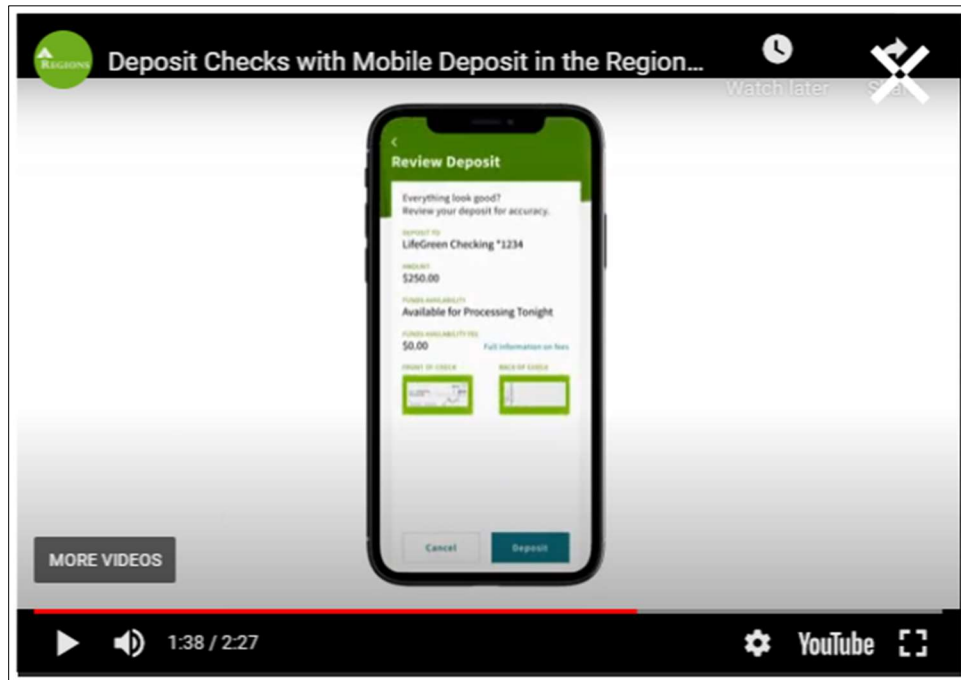 REGIONS
Deposit Checks with Mobile Deposit in the Region...
Watch later
Review Deposit
Everything look good?
Review your deposit for accuracy.
DEPOSIT TO
LifeGreen Checking *1234
AMOUNT
$250.00
FUNDS AVAILABILITY
Available for Processing Tonight
FUNDS AVAILABILITY FEE
$0.00 Full information on fees
FRONT OF CHECK BACK OF CHECK
Cancel Deposit
MORE VIDEOS
1:38 / 2:27
YouTube